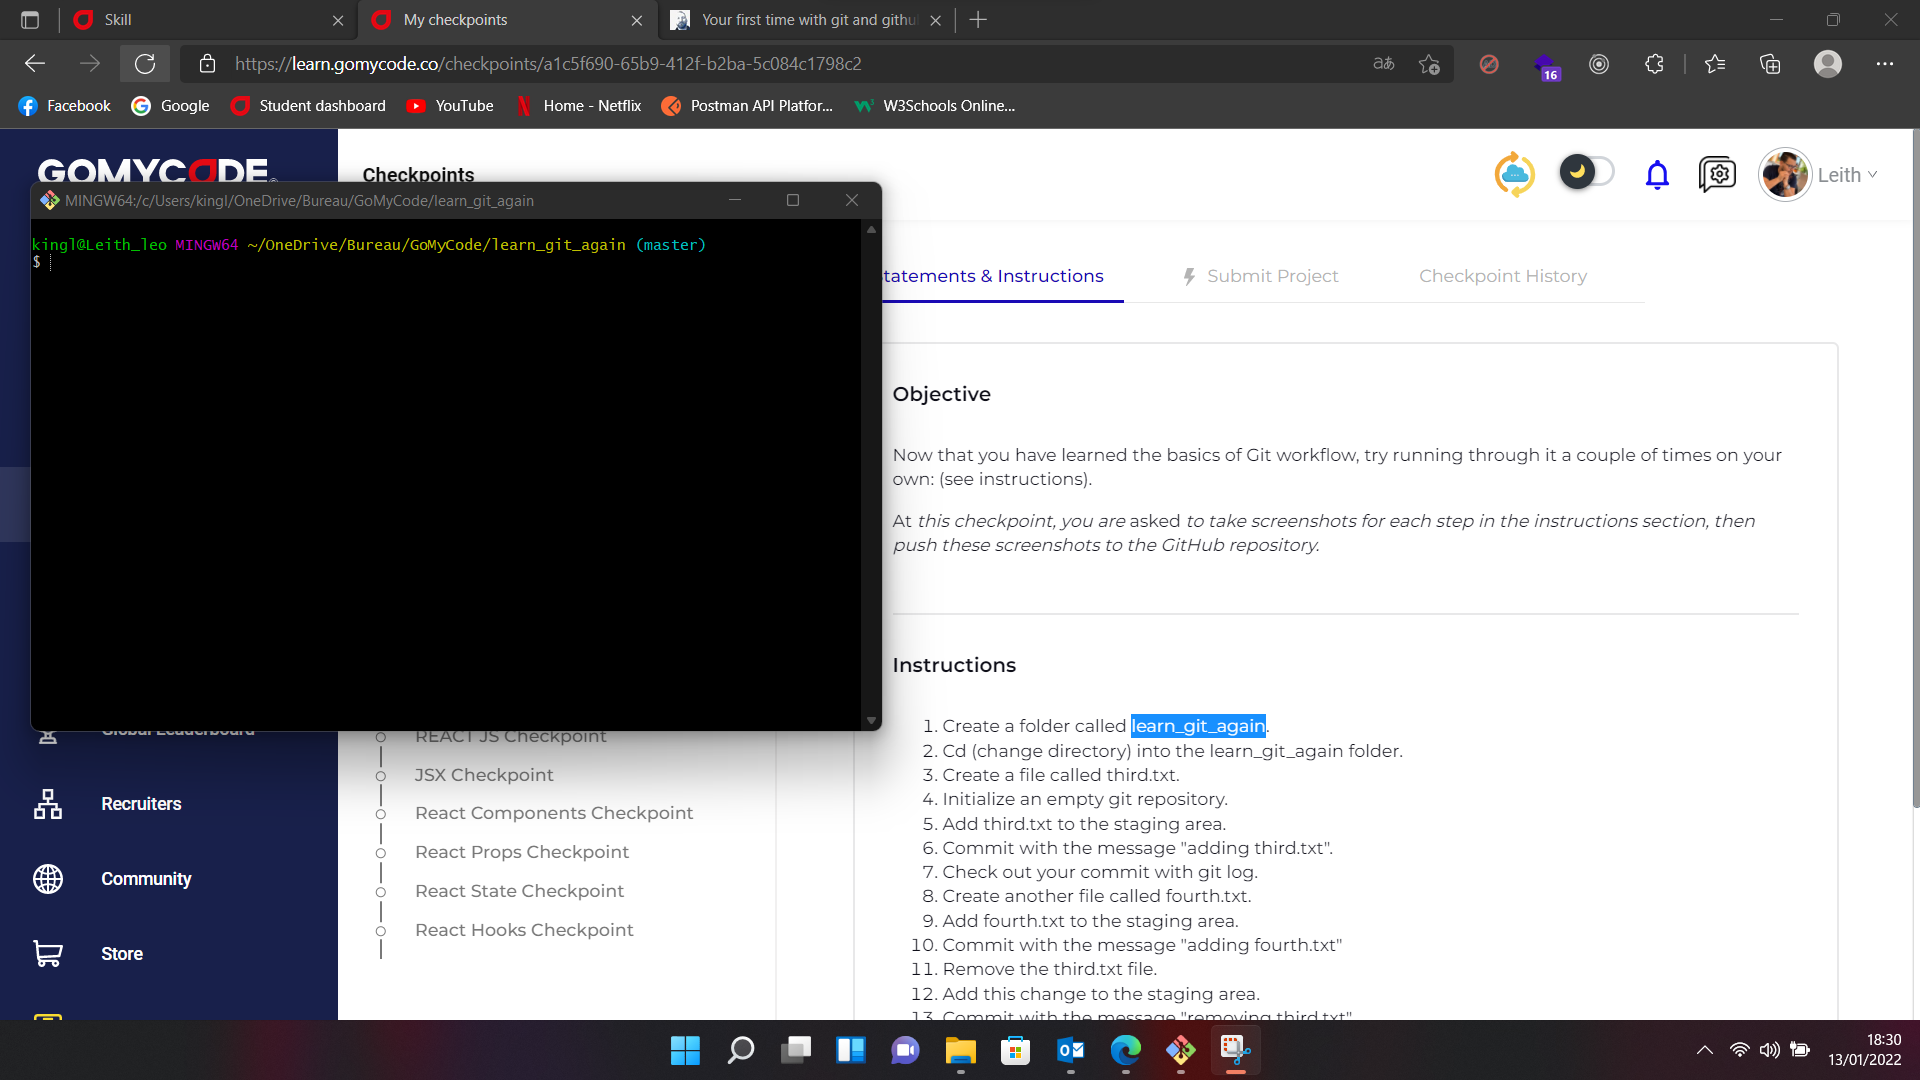 Skill
My checkpoints
Your first time with git and githu
https://learn.gomycode.co/checkpoints/a1c5f690-65b9-412f-b2ba-5c084c1798c2
16
Facebook
Google
Student dashboard
YouTube
Home - Netflix
Postman API Platfor...
W3Schools Online...
GOMYCODE
Checkpoints
Leith
MINGW64:/c/Users/kingl/OneDrive/Bureau/GoMyCode/learn_git_again
kingl@Leith_leo MINGW64 ~/OneDrive/Bureau/GoMyCode/learn_git_again (master)
$
tatements & Instructions
Submit Project
Checkpoint History
Objective
Now that you have learned the basics of Git workflow, try running through it a couple of times on your
own: (see instructions).
At this checkpoint, you are asked to take screenshots for each step in the instructions section, then
push these screenshots to the GitHub repository.
Instructions
1. Create a folder called learn_git_again.
2. Cd (change directory) into the learn_git_again folder.
3. Create a file called third.txt.
4. Initialize an empty git repository.
5. Add third.txt to the staging area.
6. Commit with the message "adding third.txt".
7. Check out your commit with git log.
8. Create another file called fourth.txt.
9. Add fourth.txt to the staging area.
10. Commit with the message "adding fourth.txt"
11. Remove the third.txt file.
12. Add this change to the staging area.
13. Commit with the message "removing third.txt"
Global Leaderboard
Recruiters
Community
Store
REACT JS Checkpoint
JSX Checkpoint
React Components Checkpoint
React Props Checkpoint
React State Checkpoint
React Hooks Checkpoint
18:30
13/01/2022